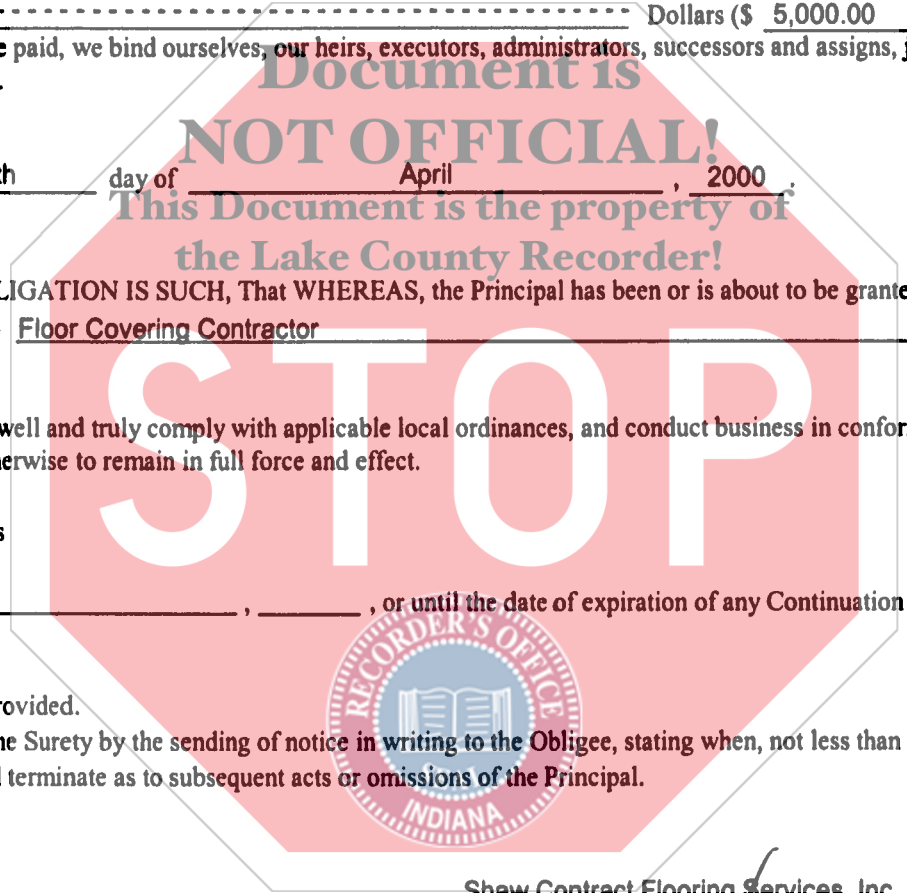 Dollars ($ 5,000.00
paid, we bind ourselves, our heirs, executors, administrators, successors and assigns,
Document is
NOT OFFICIAL!
day of April , 2000 .
This Document is the property of
the Lake County Recorder!
LIGATION IS SUCH, That WHEREAS, the Principal has been or is about to be grante
Floor Covering Contractor
STOP
well and truly comply with applicable local ordinances, and conduct business in confor
erwise to remain in full force and effect.
, , or until the date of expiration of any Continuation
RECORDER'S OFFICE
rovided.
he Surety by the sending of notice in writing to the Obligee, stating when, not less than
terminate as to subsequent acts or omissions of the Principal.
INDIANA
Shaw Contract Flooring Services, Inc.